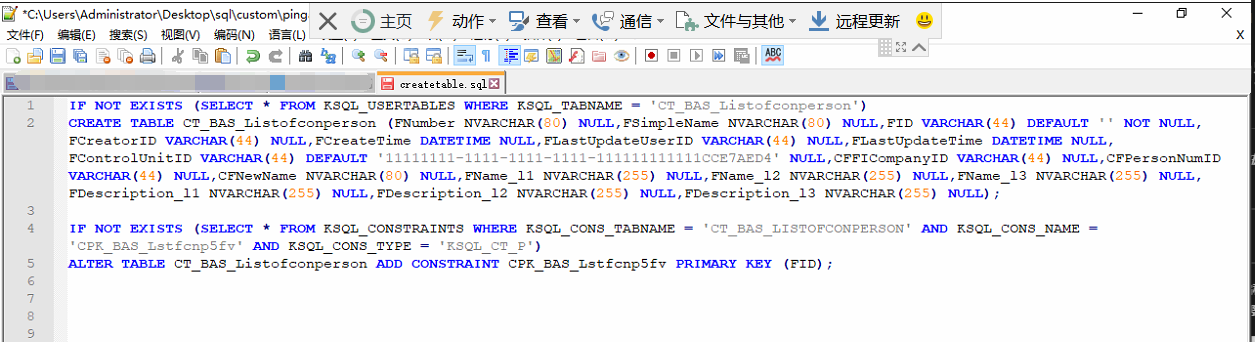 *C:\Users\Administrator\Desktop\sql\custom\ping
主页
动作
查看
通信
文件与其他
远程更新
文件(F) 编辑(E) 搜索(S) 视图(V) 编码(N) 语言(L)
X
ABC
createtable.sql
1 IF NOT EXISTS (SELECT * FROM KSQL_USERTABLES WHERE KSQL_TABNAME = 'CT_BAS_Listofconperson')
2 CREATE TABLE CT_BAS_Listofconperson (FNumber NVARCHAR(80) NULL,FSimpleName NVARCHAR(80) NULL,FID VARCHAR(44) DEFAULT '' NOT NULL,
FCreatorID VARCHAR(44) NULL,FCreateTime DATETIME NULL,FLastUpdateUserID VARCHAR(44) NULL,FLastUpdateTime DATETIME NULL,
FControlUnitID VARCHAR(44) DEFAULT '11111111-1111-1111-1111-111111111111CCE7AED4' NULL,CFFICompanyID VARCHAR(44) NULL,CFPersonNumID
VARCHAR(44) NULL,CFNewName NVARCHAR(80) NULL,FName_l1 NVARCHAR(255) NULL,FName_l2 NVARCHAR(255) NULL,FName_l3 NVARCHAR(255) NULL,
FDescription_l1 NVARCHAR(255) NULL,FDescription_l2 NVARCHAR(255) NULL,FDescription_l3 NVARCHAR(255) NULL);
3
4 IF NOT EXISTS (SELECT * FROM KSQL_CONSTRAINTS WHERE KSQL_CONS_TABNAME = 'CT_BAS_LISTOFCONPERSON' AND KSQL_CONS_NAME =
'CPK_BAS_Lstfcnp5fv' AND KSQL_CONS_TYPE = 'KSQL_CT_P')
5 ALTER TABLE CT_BAS_Listofconperson ADD CONSTRAINT CPK_BAS_Lstfcnp5fv PRIMARY KEY (FID);
6
7
8
9